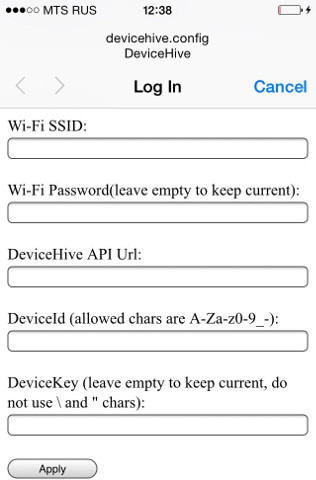 MTS RUS 12:38
devicehive.config
DeviceHive
Log In Cancel
Wi-Fi SSID:
Wi-Fi Password(leave empty to keep current):
DeviceHive API Url:
DeviceId (allowed chars are A-Za-z0-9_-):
DeviceKey (leave empty to keep current, do
not use \ and " chars):
Apply